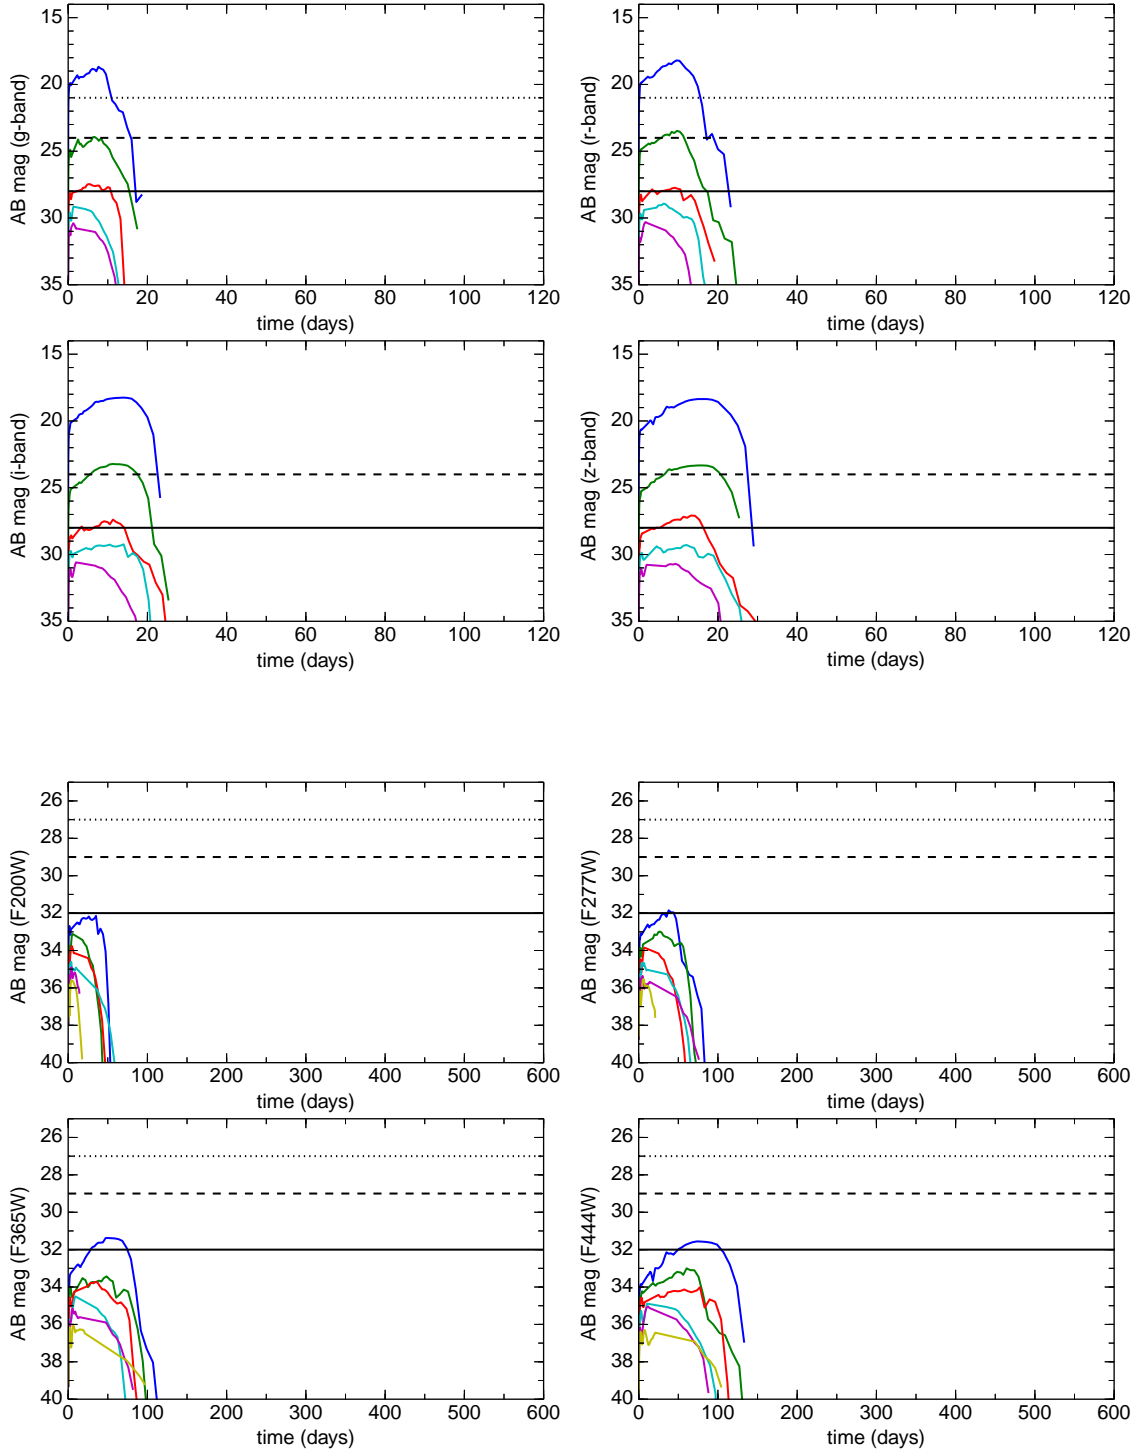 AB mag (g-band)
15
20
25
30
35
0 20 40 60 80 100 120
time (days)
AB mag (r-band)
15
20
25
30
35
0 20 40 60 80 100 120
time (days)
AB mag (i-band)
15
20
25
30
35
0 20 40 60 80 100 120
time (days)
AB mag (z-band)
15
20
25
30
35
0 20 40 60 80 100 120
time (days)
AB mag (F200W)
26
28
30
32
34
36
38
40
0 100 200 300 400 500 600
time (days)
AB mag (F277W)
26
28
30
32
34
36
38
40
0 100 200 300 400 500 600
time (days)
AB mag (F365W)
26
28
30
32
34
36
38
40
0 100 200 300 400 500 600
time (days)
AB mag (F444W)
26
28
30
32
34
36
38
40
0 100 200 300 400 500 600
time (days)